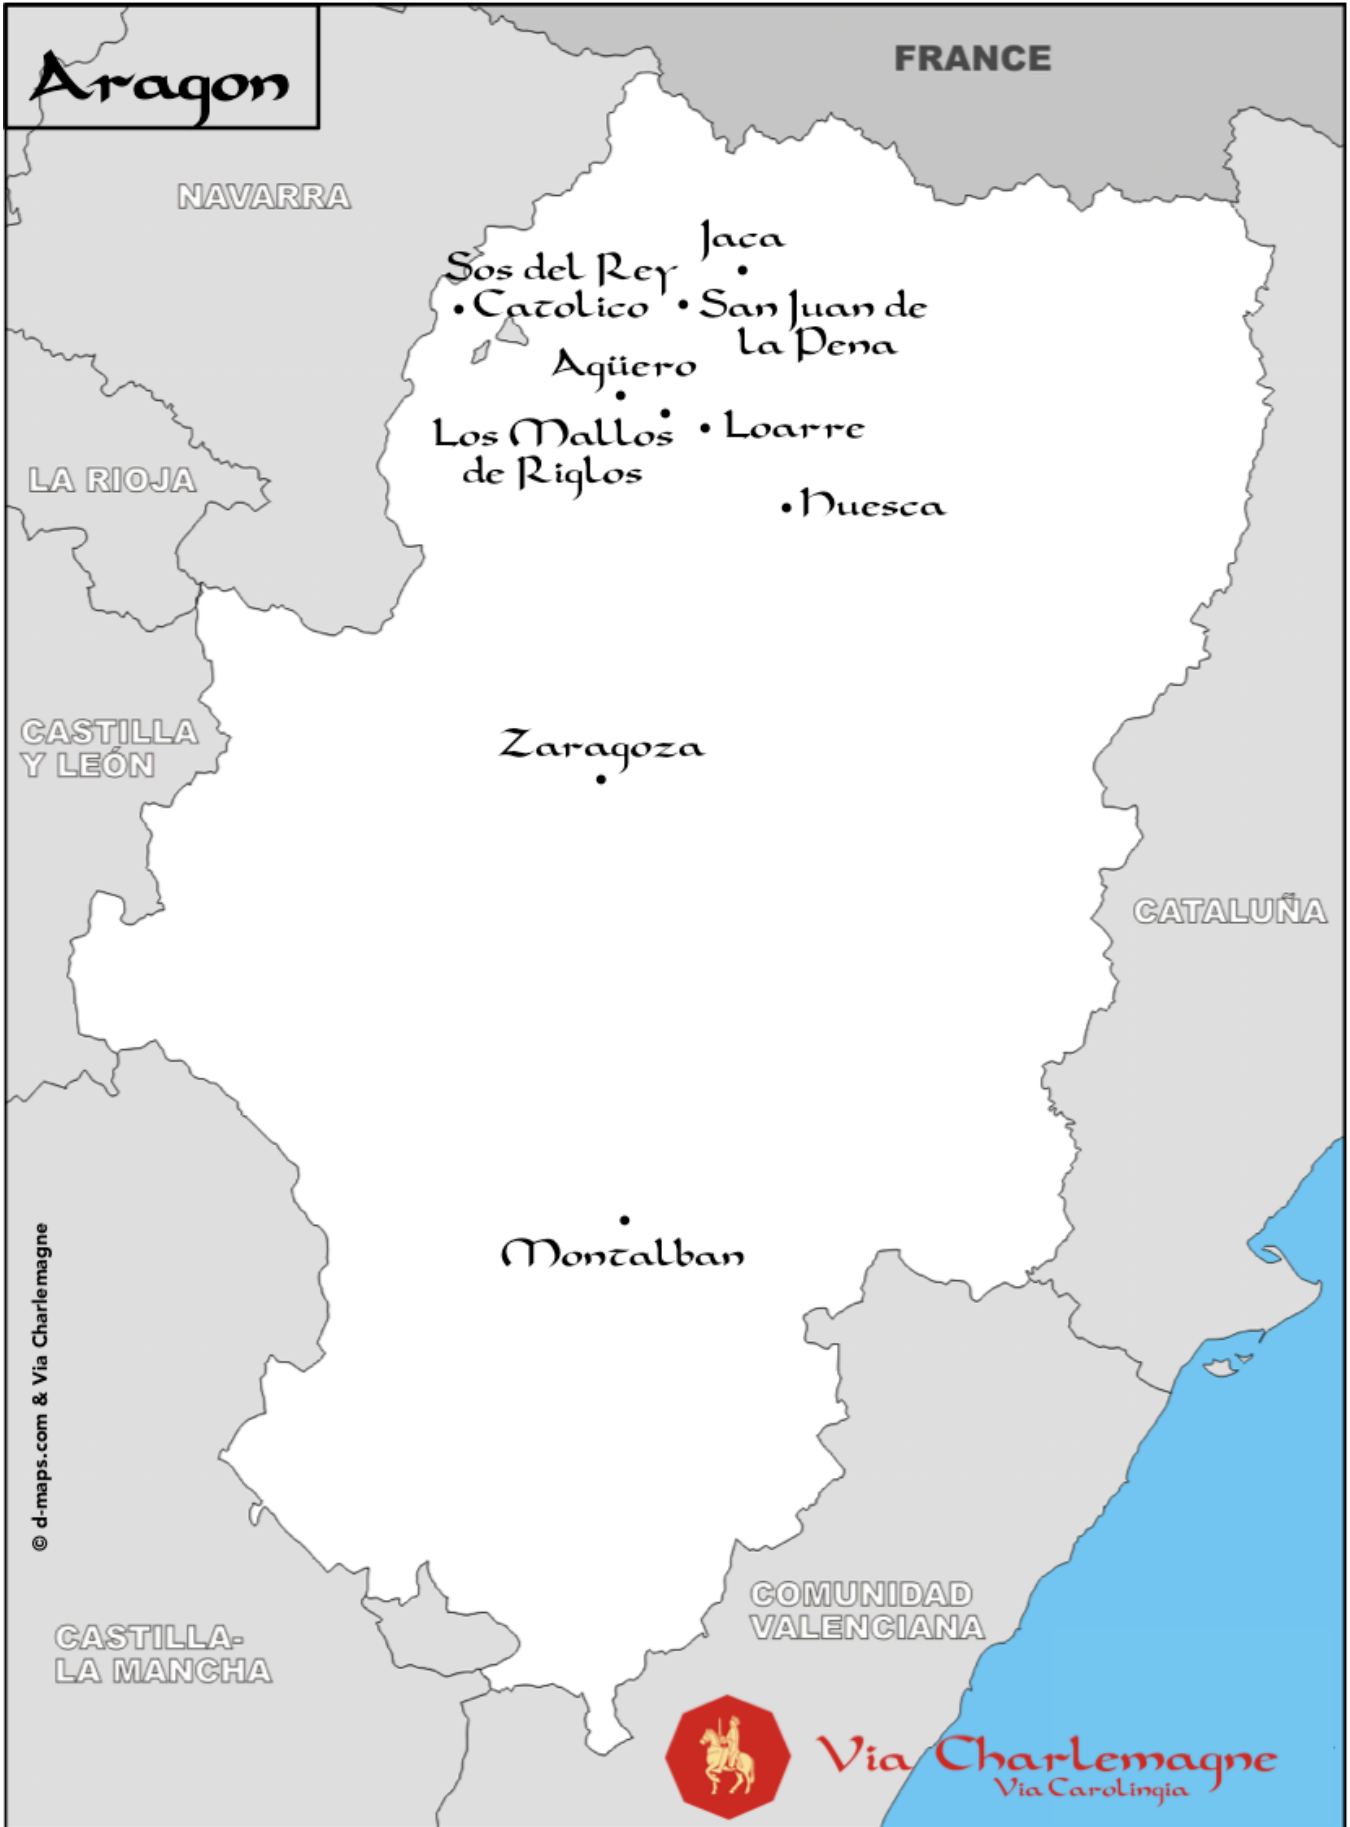 Aragon
FRANCE
NAVARRA
Jaca
Sos del Rey
Catolico
San Juan de
la Pena
Agüero
Los Mallos
de Riglos
Loarre
LA RIOJA
Huesca
CASTILLA
Y LEÓN
Zaragoza
CATALUÑA
Montalban
© d-maps.com & Via Charlemagne
COMUNIDAD
VALENCIANA
CASTILLA-
LA MANCHA
Via Charlemagne
Via Carolingia